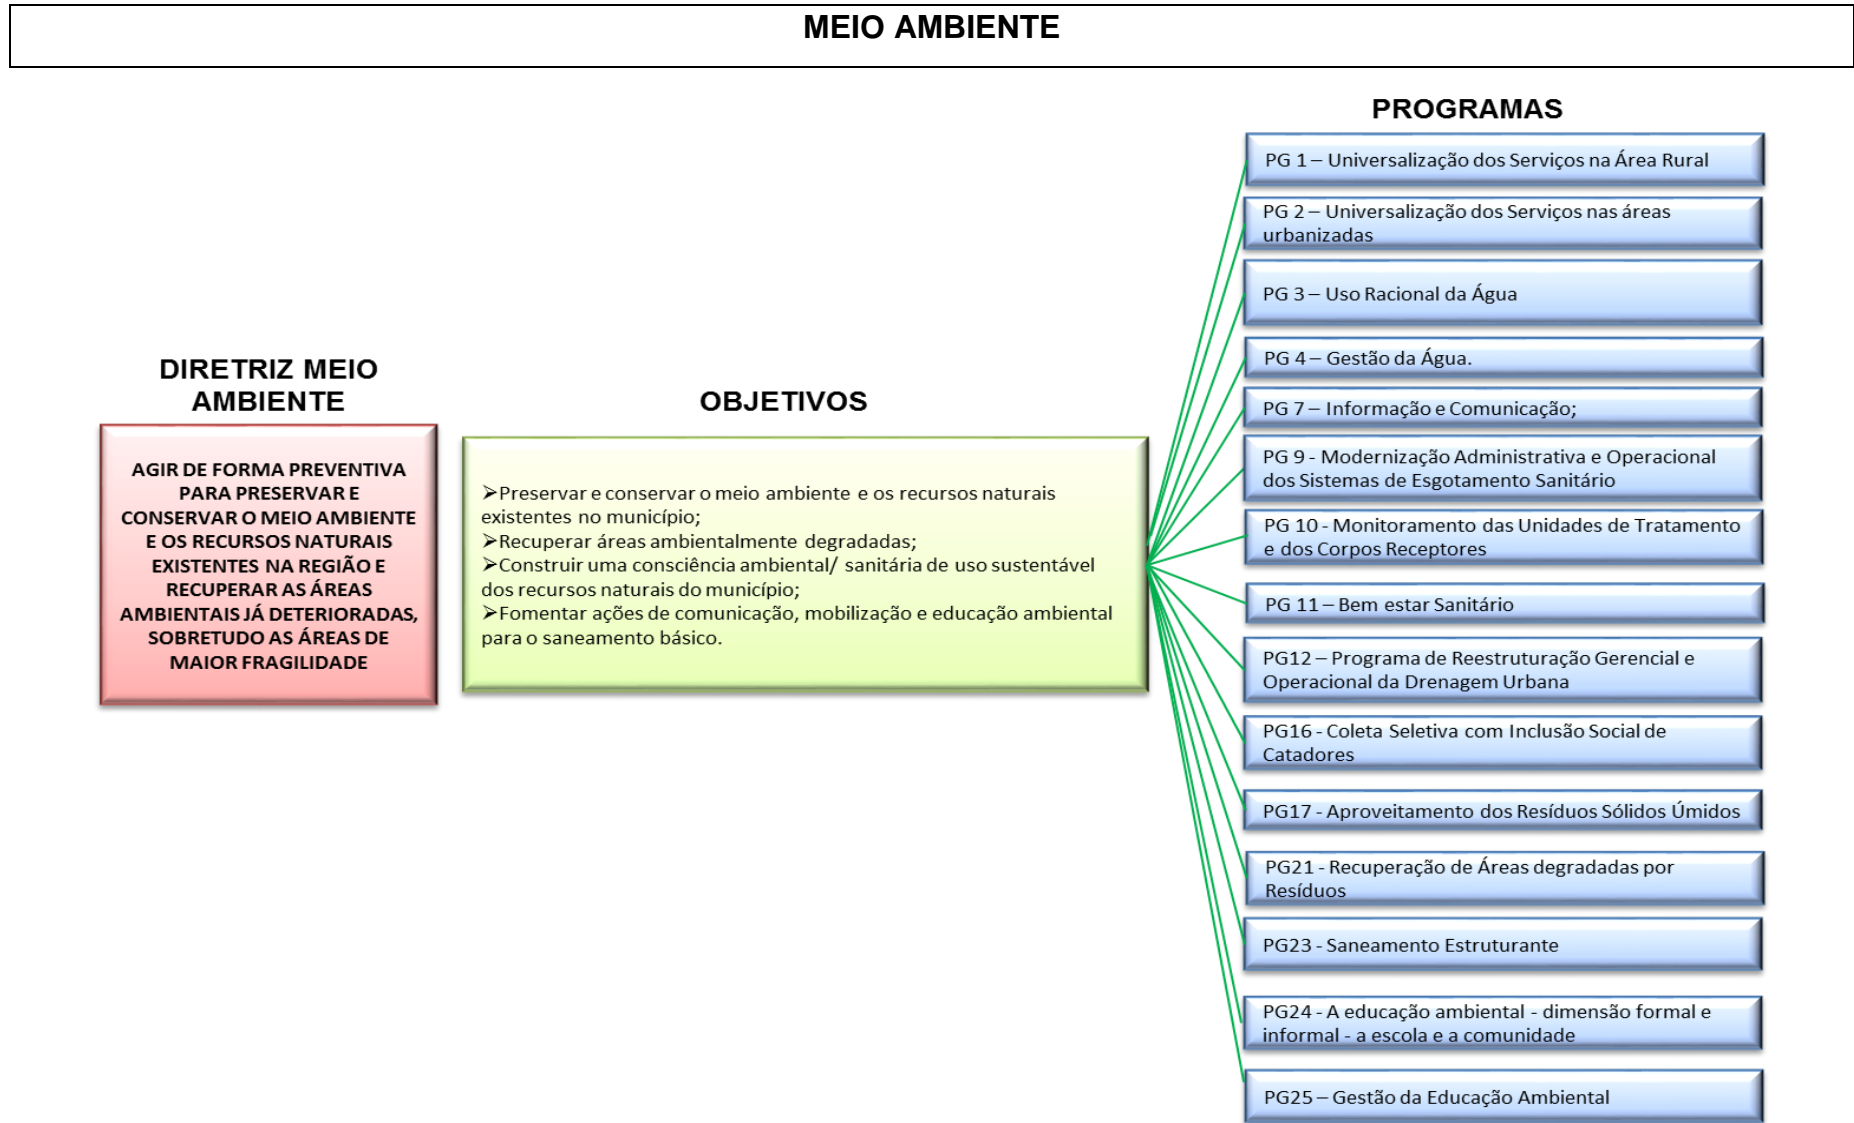 MEIO AMBIENTE
DIRETRIZ MEIO
AMBIENTE
AGIR DE FORMA PREVENTIVA
PARA PRESERVAR E
CONSERVAR O MEIO AMBIENTE
E OS RECURSOS NATURAIS
EXISTENTES NA REGIÃO E
RECUPERAR AS ÁREAS
AMBIENTAIS JÁ DETERIORADAS,
SOBRETUDO AS ÁREAS DE
MAIOR FRAGILIDADE
OBJETIVOS
➢Preservar e conservar o meio ambiente e os recursos naturais
existentes no município;
➢Recuperar áreas ambientalmente degradadas;
➢Construir uma consciência ambiental/ sanitária de uso sustentável
dos recursos naturais do município;
➢Fomentar ações de comunicação, mobilização e educação ambiental
para o saneamento básico.
PROGRAMAS
PG 1 – Universalização dos Serviços na Área Rural
PG 2 – Universalização dos Serviços nas áreas
urbanizadas
PG 3 – Uso Racional da Água
PG 4 – Gestão da Água.
PG 7 – Informação e Comunicação;
PG 9 - Modernização Administrativa e Operacional
dos Sistemas de Esgotamento Sanitário
PG 10 - Monitoramento das Unidades de Tratamento
e dos Corpos Receptores
PG 11 – Bem estar Sanitário
PG12 – Programa de Reestruturação Gerencial e
Operacional da Drenagem Urbana
PG16 - Coleta Seletiva com Inclusão Social de
Catadores
PG17 - Aproveitamento dos Resíduos Sólidos Úmidos
PG21 - Recuperação de Áreas degradadas por
Resíduos
PG23 - Saneamento Estruturante
PG24 - A educação ambiental - dimensão formal e
informal - a escola e a comunidade
PG25 – Gestão da Educação Ambiental